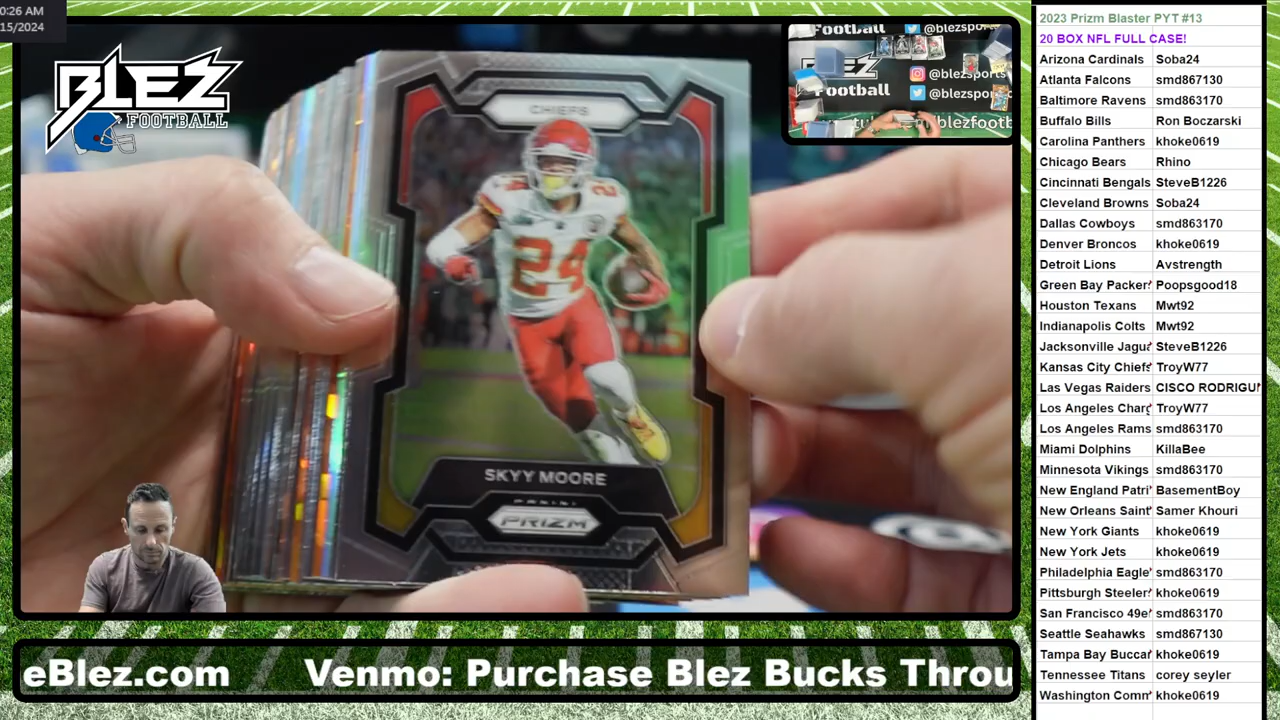 0:26 AM
15/2024
BLEZ
FOOTBALL
CHIEFS
24
SKYY MOORE
PANINI
PRIZM
Football
@blezsports
Football
@blezspor
blezfootb
eBlez.com Venmo: Purchase Blez Bucks Throu
2023 Prizm Blaster PYT #13
20 BOX NFL FULL CASE!
Arizona Cardinals Soba24
Atlanta Falcons smd867130
Baltimore Ravens smd863170
Buffalo Bills Ron Boczarski
Carolina Panthers khoke0619
Chicago Bears Rhino
Cincinnati Bengals SteveB1226
Cleveland Browns Soba24
Dallas Cowboys smd863170
Denver Broncos khoke0619
Detroit Lions Avstrength
Green Bay Packer Poopsgood18
Houston Texans Mwt92
Indianapolis Colts Mwt92
Jacksonville Jagua SteveB1226
Kansas City Chiefs TroyW77
Las Vegas Raiders CISCO RODRIGU
Los Angeles Charg TroyW77
Los Angeles Rams smd863170
Miami Dolphins KillaBee
Minnesota Vikings smd863170
New England Patri BasementBoy
New Orleans Saint Samer Khouri
New York Giants khoke0619
New York Jets khoke0619
Philadelphia Eagle smd863170
Pittsburgh Steeler khoke0619
San Francisco 49e smd863170
Seattle Seahawks smd867130
Tampa Bay Buccar khoke0619
Tennessee Titans corey seyler
Washington Comm khoke0619